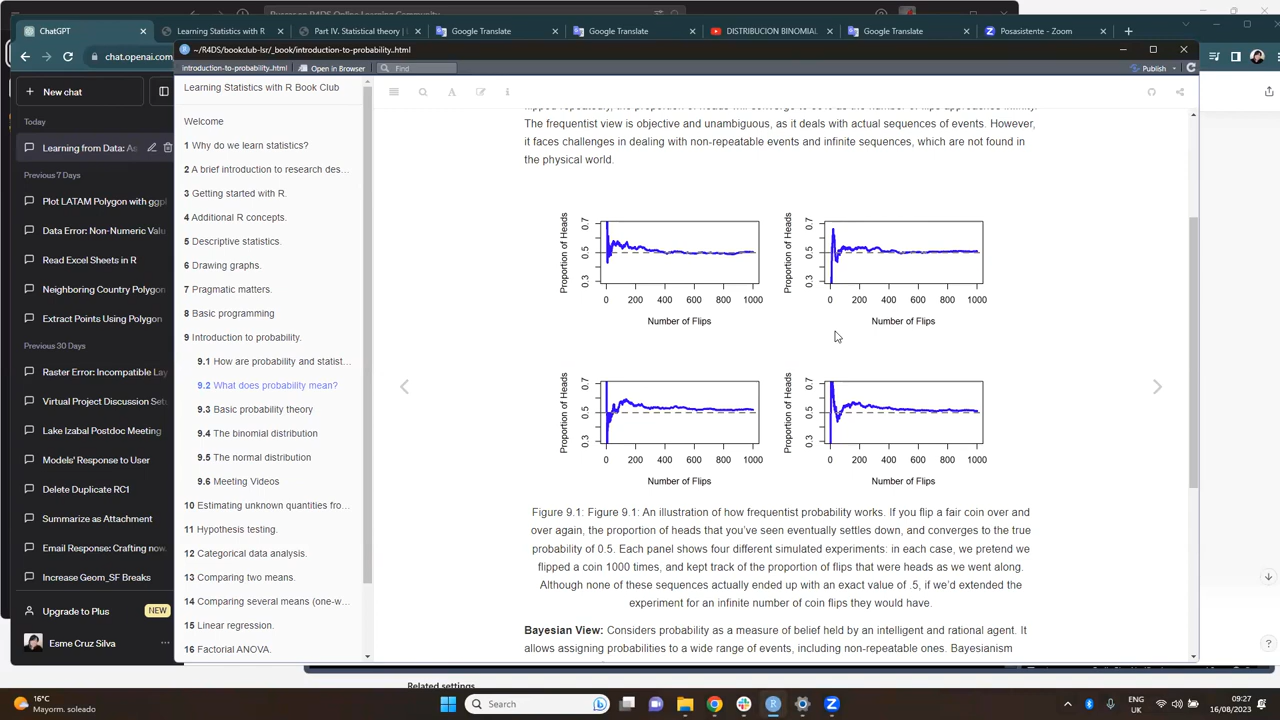 ChatGPT
Learning Statistics with R
Part IV. Statistical theory |
Google Translate
Google Translate
DISTRIBUCION BINOMIAL
Google Translate
Posasistente - Zoom
chat.openai.com
~/R4DS/bookclub-lsr/_book/introduction-to-probability..html
introduction-to-probability..html
Open in Browser
Find
Publish
New chat
Today
Learning from Data: As
Previous 7 Days
Plot LATAM Polygon with ggpl
Data Error: Non-Numeric Valu
Read Excel Sheets in R
Neighboring Country Polygon
Extract Points Using Polygon
Previous 30 Days
Raster Error: Incompatible Lay
Virtual Project Discussion Set
Lake Izabal Postdoc Meeting
Models' Response to User
Delete Duplicate RC1
Summarize as Attachment
Email Response: Crafting now
Increase Geom_SF Breaks
Upgrade to Plus
NEW
Esme Cruz Silva
Learning Statistics with R Book Club
Welcome
1 Why do we learn statistics?
2 A brief introduction to research des...
3 Getting started with R.
4 Additional R concepts.
5 Descriptive statistics.
6 Drawing graphs.
7 Pragmatic matters.
8 Basic programming
9 Introduction to probability.
9.1 How are probability and statist...
9.2 What does probability mean?
9.3 Basic probability theory
9.4 The binomial distribution
9.5 The normal distribution
9.6 Meeting Videos
10 Estimating unknown quantities fro...
11 Hypothesis testing.
12 Categorical data analysis.
13 Comparing two means.
14 Comparing several means (one-w...
15 Linear regression.
16 Factorial ANOVA.
The frequentist view is objective and unambiguous, as it deals with actual sequences of events. However,
it faces challenges in dealing with non-repeatable events and infinite sequences, which are not found in
the physical world.
Proportion of Heads
0.3 0.5 0.7
0 200 400 600 800 1000
Number of Flips
Proportion of Heads
0.3 0.5 0.7
0 200 400 600 800 1000
Number of Flips
Proportion of Heads
0.3 0.5 0.7
0 200 400 600 800 1000
Number of Flips
Proportion of Heads
0.3 0.5 0.7
0 200 400 600 800 1000
Number of Flips
Figure 9.1: Figure 9.1: An illustration of how frequentist probability works. If you flip a fair coin over and
over again, the proportion of heads that you've seen eventually settles down, and converges to the true
probability of 0.5. Each panel shows four different simulated experiments: in each case, we pretend we
flipped a coin 1000 times, and kept track of the proportion of flips that were heads as we went along.
Although none of these sequences actually ended up with an exact value of .5, if we'd extended the
experiment for an infinite number of coin flips they would have.
Bayesian View: Considers probability as a measure of belief held by an intelligent and rational agent. It
allows assigning probabilities to a wide range of events, including non-repeatable ones. Bayesianism
Related settings
16°C
Mayorm. soleado
Search
ENG
UK
09:27
16/08/2023